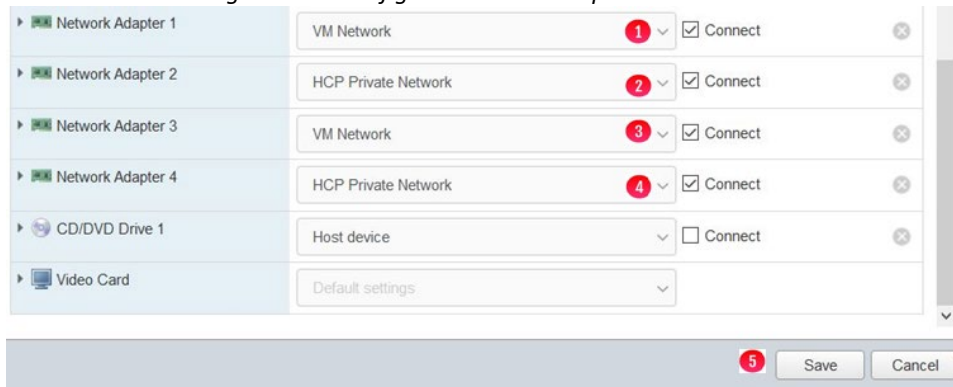 Network Adapter 1 VM Network 1 Connect
Network Adapter 2 HCP Private Network 2 Connect
Network Adapter 3 VM Network 3 Connect
Network Adapter 4 HCP Private Network 4 Connect
CD/DVD Drive 1 Host device Connect
Video Card Default settings
5 Save Cancel